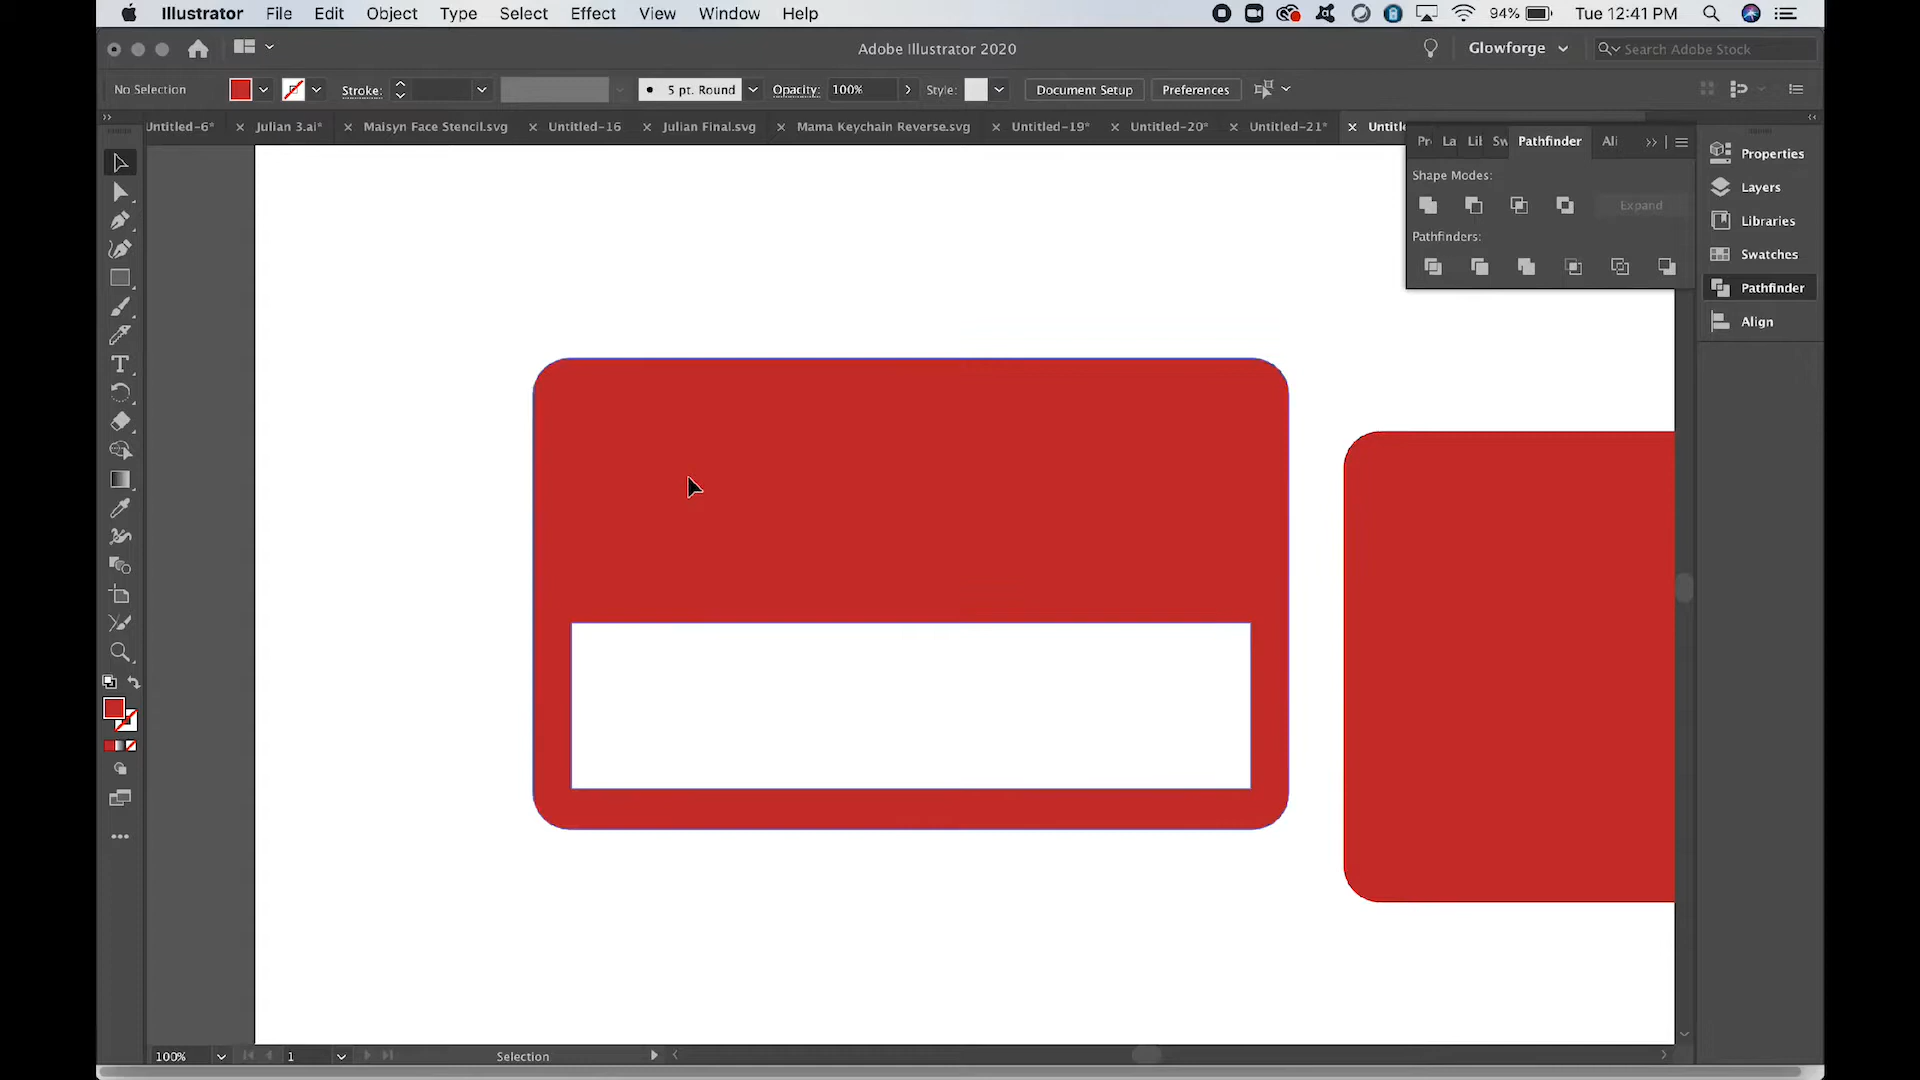 Illustrator File Edit Object Type Select Effect View Window Help 94% Tue 12:41 PM
Adobe Illustrator 2020 Glowforge Search Adobe Stock
No Selection Stroke: 5 pt. Round Opacity: 100% Style: Document Setup Preferences
Untitled-6* Julian 3.ai* Maisyn Face Stencil.svg Untitled-16 Julian Final.svg Mama Keychain Reverse.svg Untitled-19* Untitled-20* Untitled-21* Untitle
Pr La Lil Sw Pathfinder Ali
Shape Modes:
Expand
Pathfinders:
Properties
Layers
Libraries
Swatches
Pathfinder
Align
100% 1 Selection